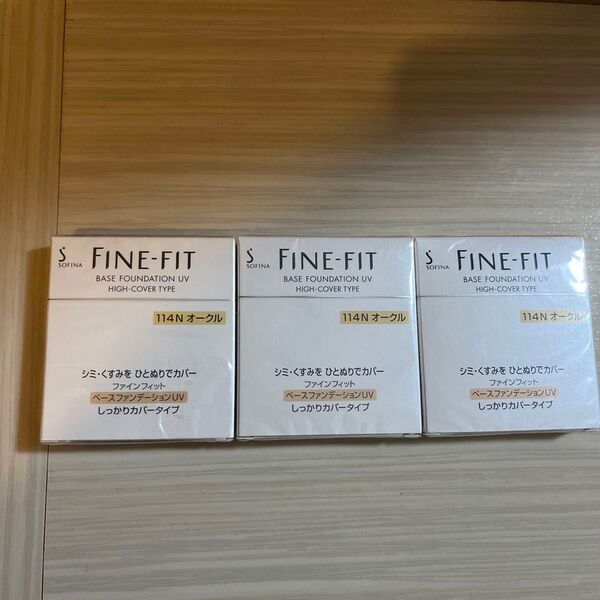 S
SOFINA
FINE-FIT
BASE FOUNDATION UV
HIGH-COVER TYPE
114N オークル
シミ・くすみを ひとぬりでカバー
ファインフィット
ベースファンデーションUV
しっかりカバータイプ
S
SOFINA
FINE-FIT
BASE FOUNDATION UV
HIGH-COVER TYPE
114N オークル
シミ・くすみを ひとぬりでカバー
ファインフィット
ベースファンデーションUV
しっかりカバータイプ
S
SOFINA
FINE-FIT
BASE FOUNDATION UV
HIGH-COVER TYPE
114N オークル
シミ・くすみを ひとぬりでカバー
ファインフィット
ベースファンデーションUV
しっかりカバータイプ